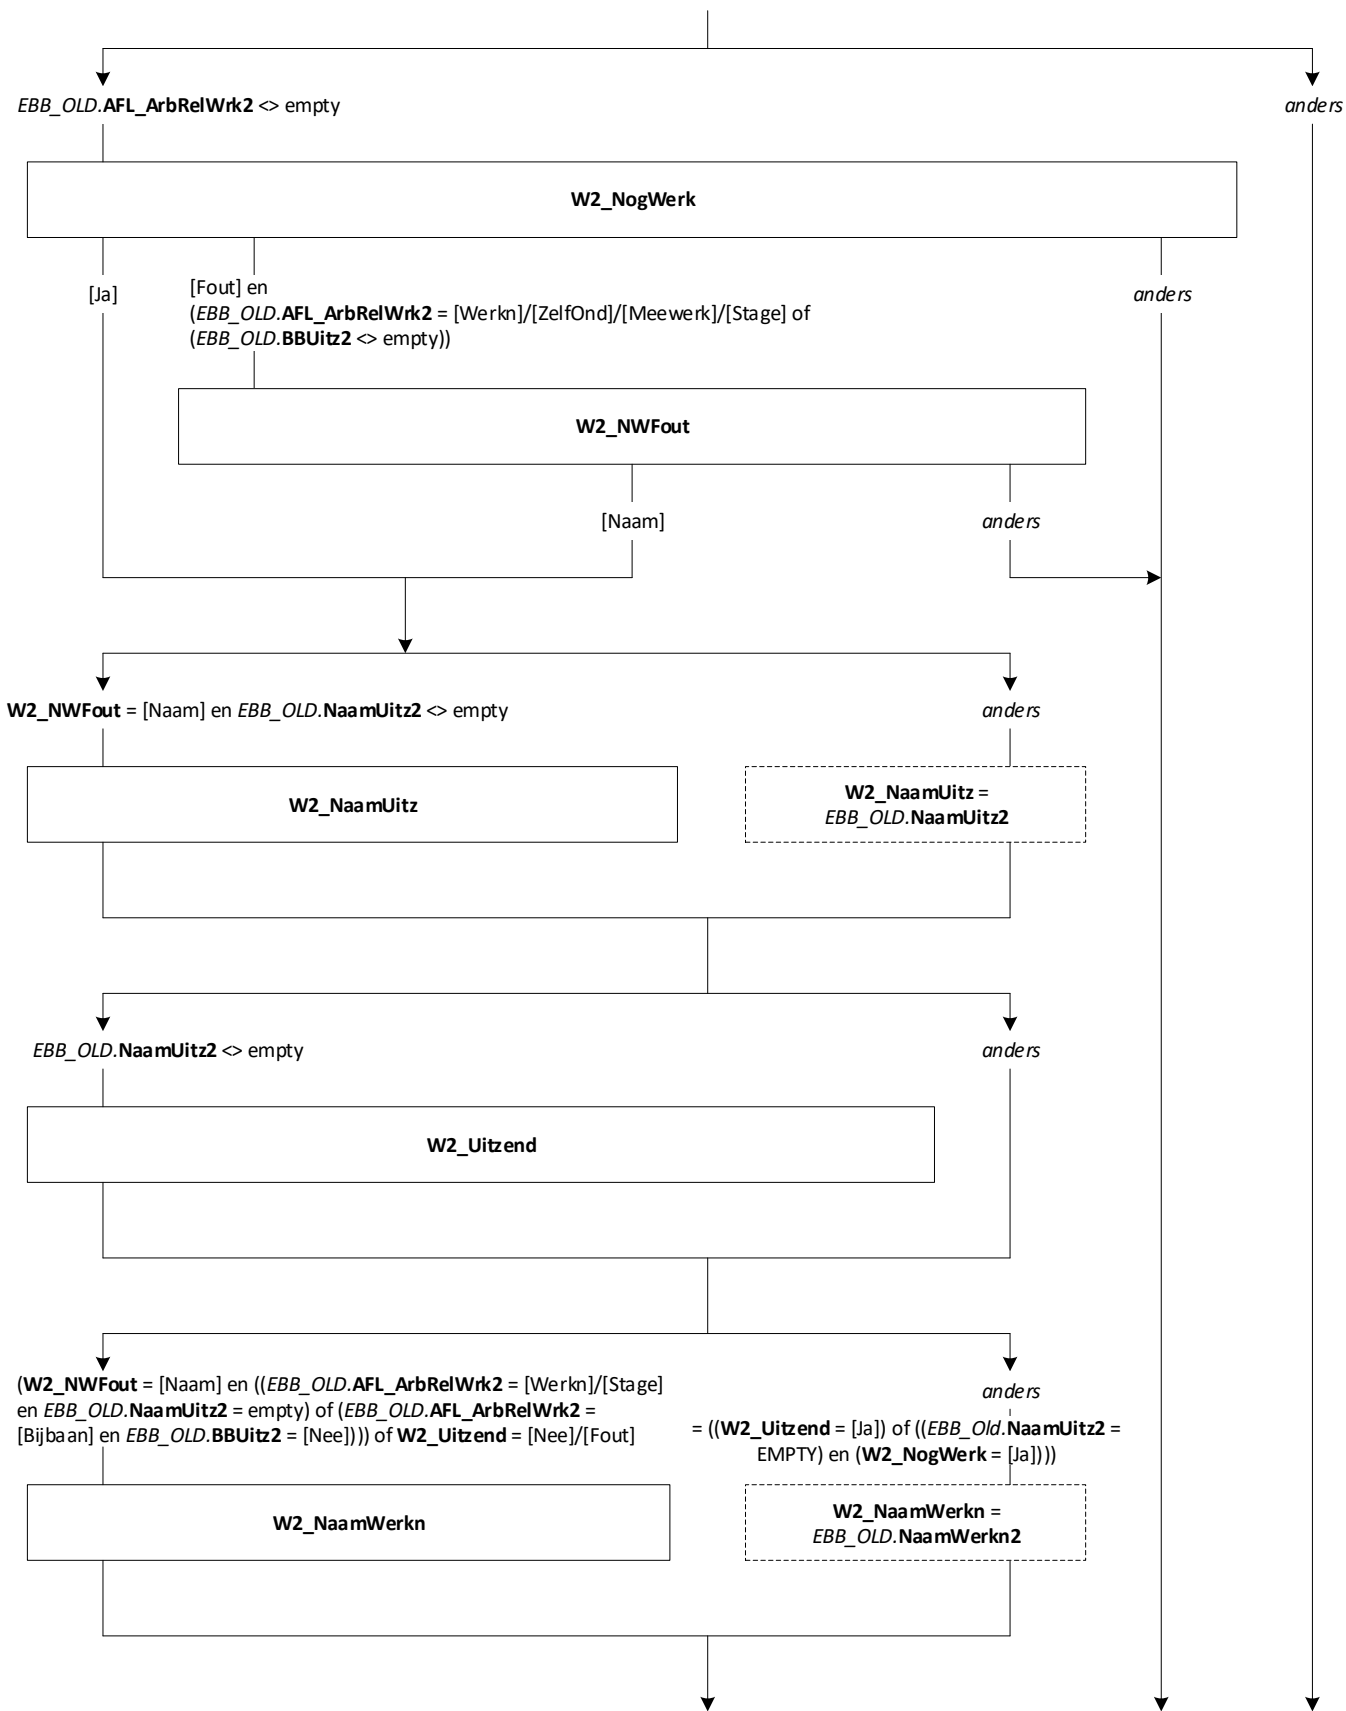 EBB_OLD.AFL_ArbRelWrk2 <> empty
anders
W2_NogWerk
[Ja]
[Fout] en
(EBB_OLD.AFL_ArbRelWrk2 = [Werkn]/[ZelfOnd]/[Meewerk]/[Stage] of
(EBB_OLD.BBUitz2 <> empty))
anders
W2_NWFout
[Naam]
anders
W2_NWFout = [Naam] en EBB_OLD.NaamUitz2 <> empty
anders
W2_NaamUitz
W2_NaamUitz =
EBB_OLD.NaamUitz2
EBB_OLD.NaamUitz2 <> empty
anders
W2_Uitzend
(W2_NWFout = [Naam] en ((EBB_OLD.AFL_ArbRelWrk2 = [Werkn]/[Stage]
en EBB_OLD.NaamUitz2 = empty) of (EBB_OLD.AFL_ArbRelWrk2 =
[Bijbaan] en EBB_OLD.BBUitz2 = [Nee]))) of W2_Uitzend = [Nee]/[Fout]
anders
= ((W2_Uitzend = [Ja]) of ((EBB_Old.NaamUitz2 =
EMPTY) en (W2_NogWerk = [Ja])))
W2_NaamWerkn
W2_NaamWerkn =
EBB_OLD.NaamWerkn2